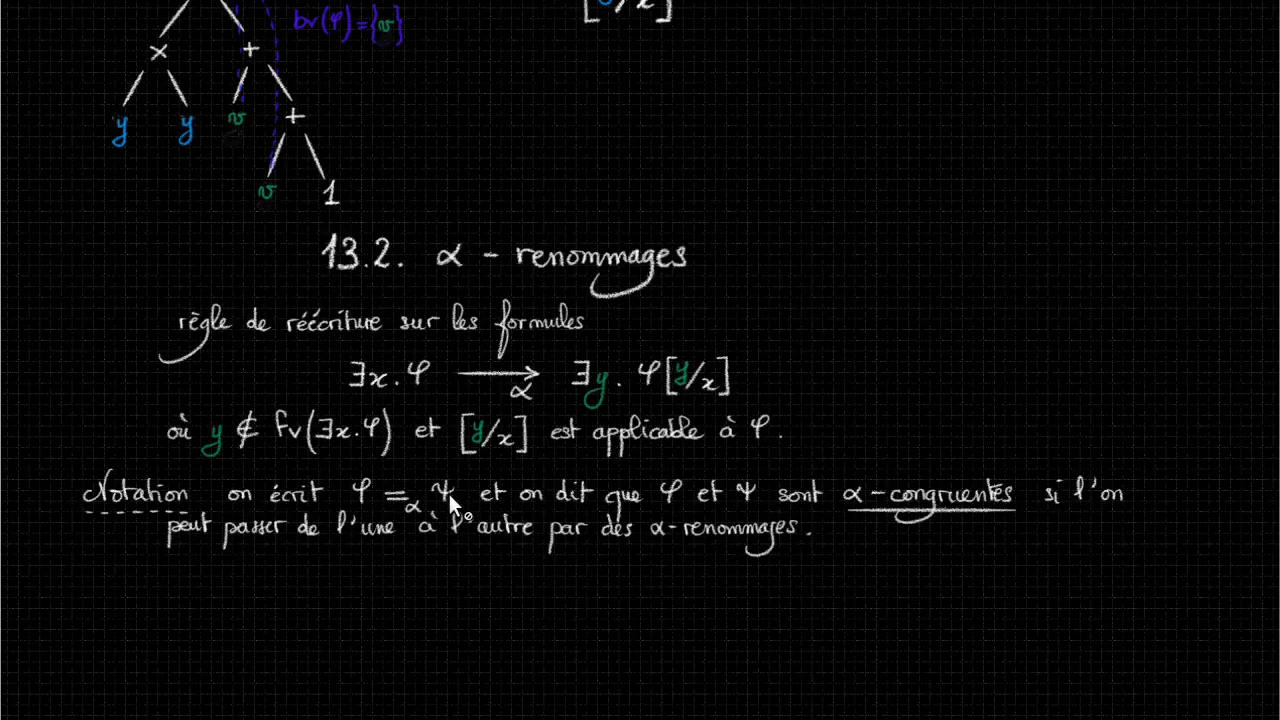 bv(φ)={v}
[y/x]
× +
y y v +
v 1
13.2. α - renommages
règle de réécriture sur les formules
∃x.φ ⟶α ∃y. φ[y/x]
où y ∉ fv(∃x.φ) et [y/x] est applicable à φ.
Notation on écrit φ =α ψ et on dit que φ et ψ sont α-congruentes si l'on
peut passer de l'une à l'autre par des α-renommages.